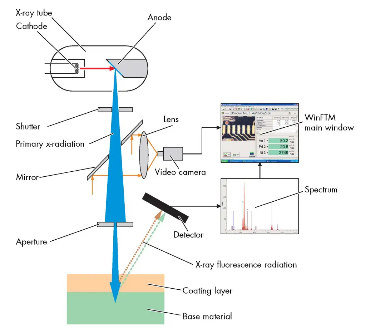 X-ray tube
Cathode
Anode
Shutter
Primary x-radiation
Lens
Mirror
Video camera
WinFTM
main window
Spectrum
Aperture
Detector
X-ray fluorescence radiation
Coating layer
Base material